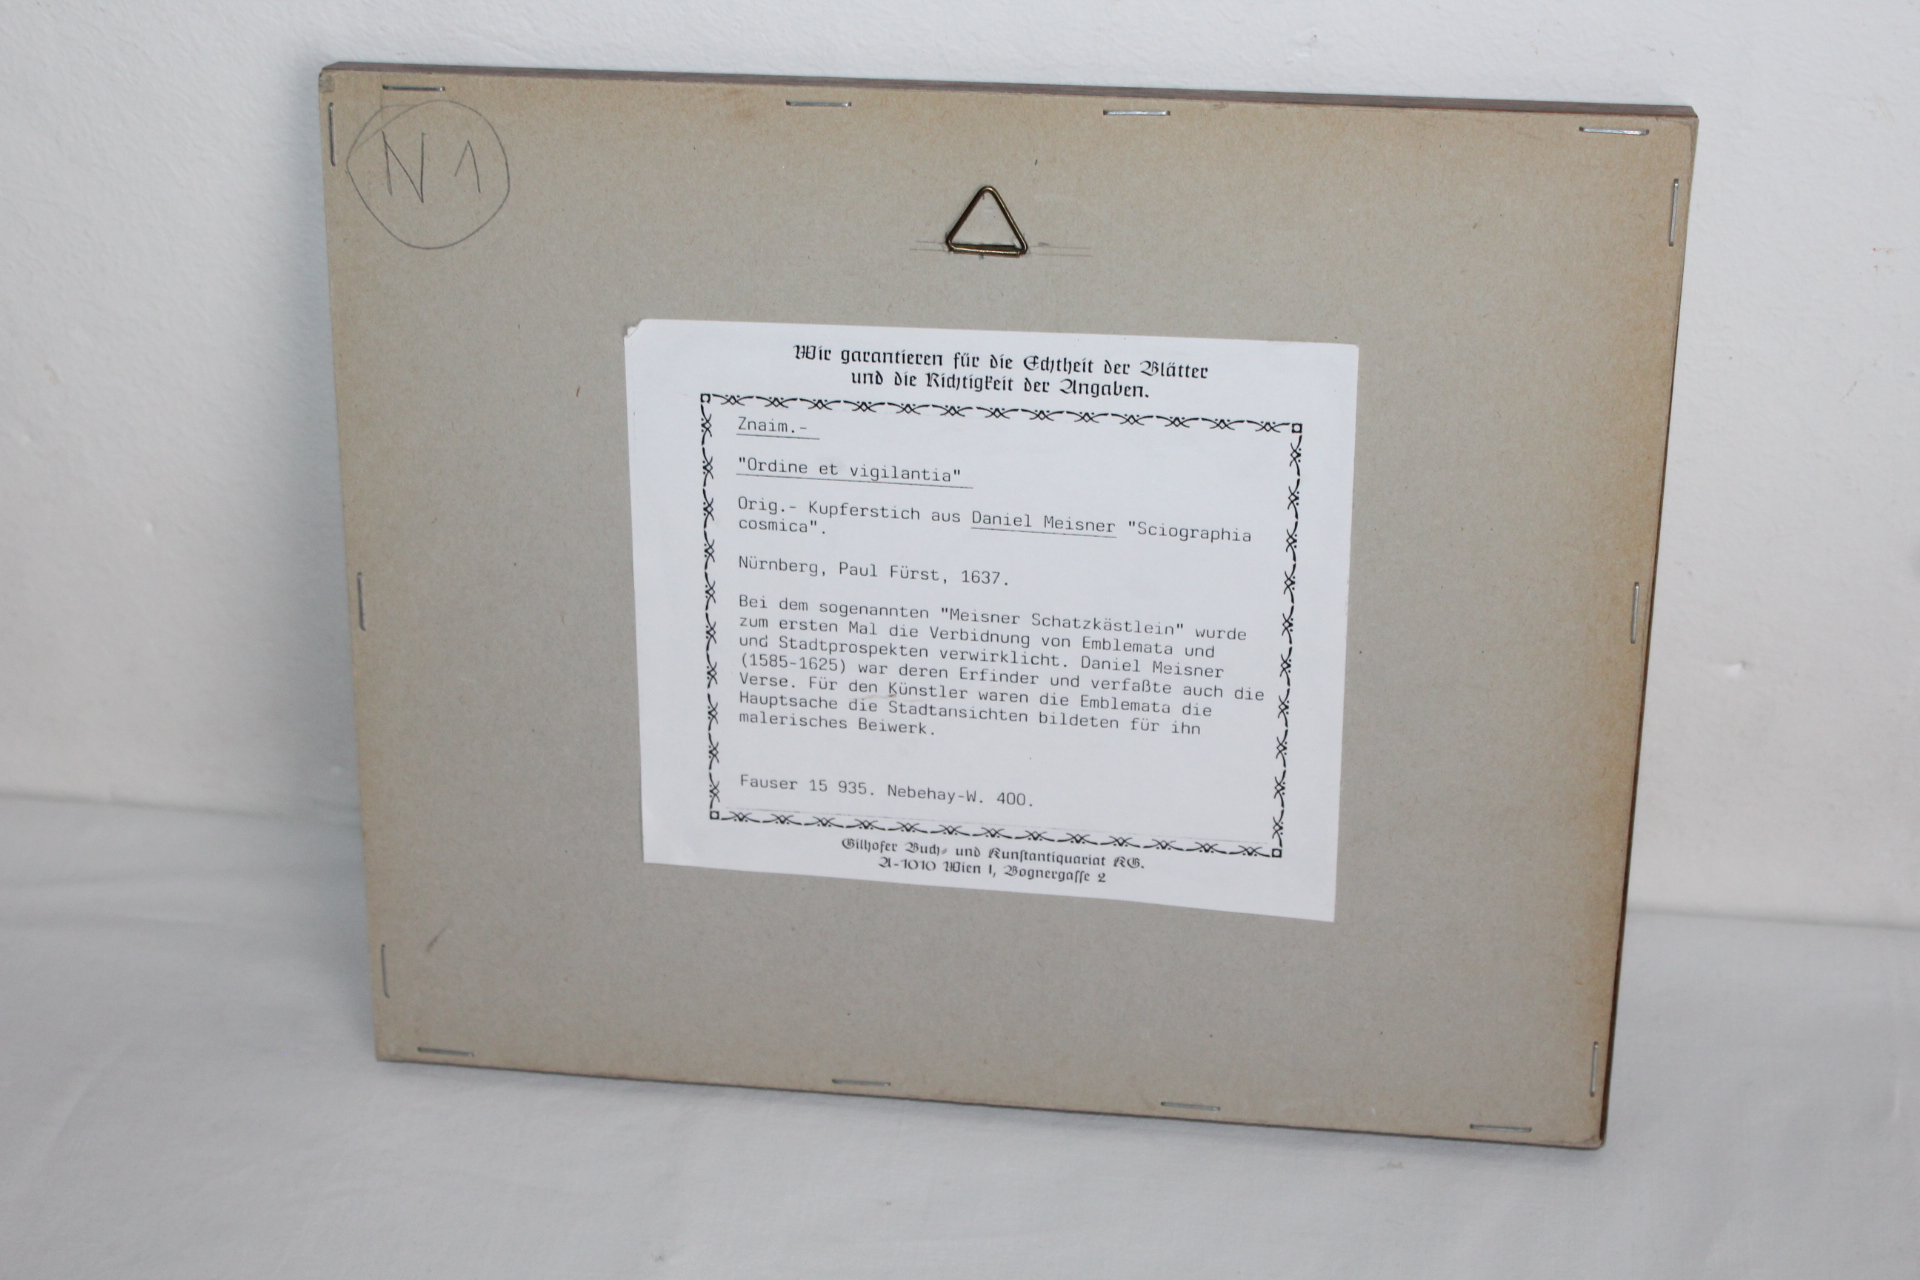 N 1
Wir garantieren für die Echtheit der Blätter
und die Richtigkeit der Angaben.
Znaim.-
"Ordine et vigilantia"
Orig.- Kupferstich aus Daniel Meisner "Sciographia
cosmica".
Nürnberg, Paul Fürst, 1637.
Bei dem sogenannten "Meisner Schatzkästlein" wurde
zum ersten Mal die Verbidnung von Emblemata und
und Stadtprospekten verwirklicht. Daniel Meisner
(1585-1625) war deren Erfinder und verfaßte auch die
Verse. Für den Künstler waren die Emblemata die
Hauptsache die Stadtansichten bildeten für ihn
malerisches Beiwerk.
Fauser 15 935. Nebehay-W. 400.
Gilhofer Buch- und Kunstantiquariat KG.
A-1010 Wien 1, Bognergasse 2